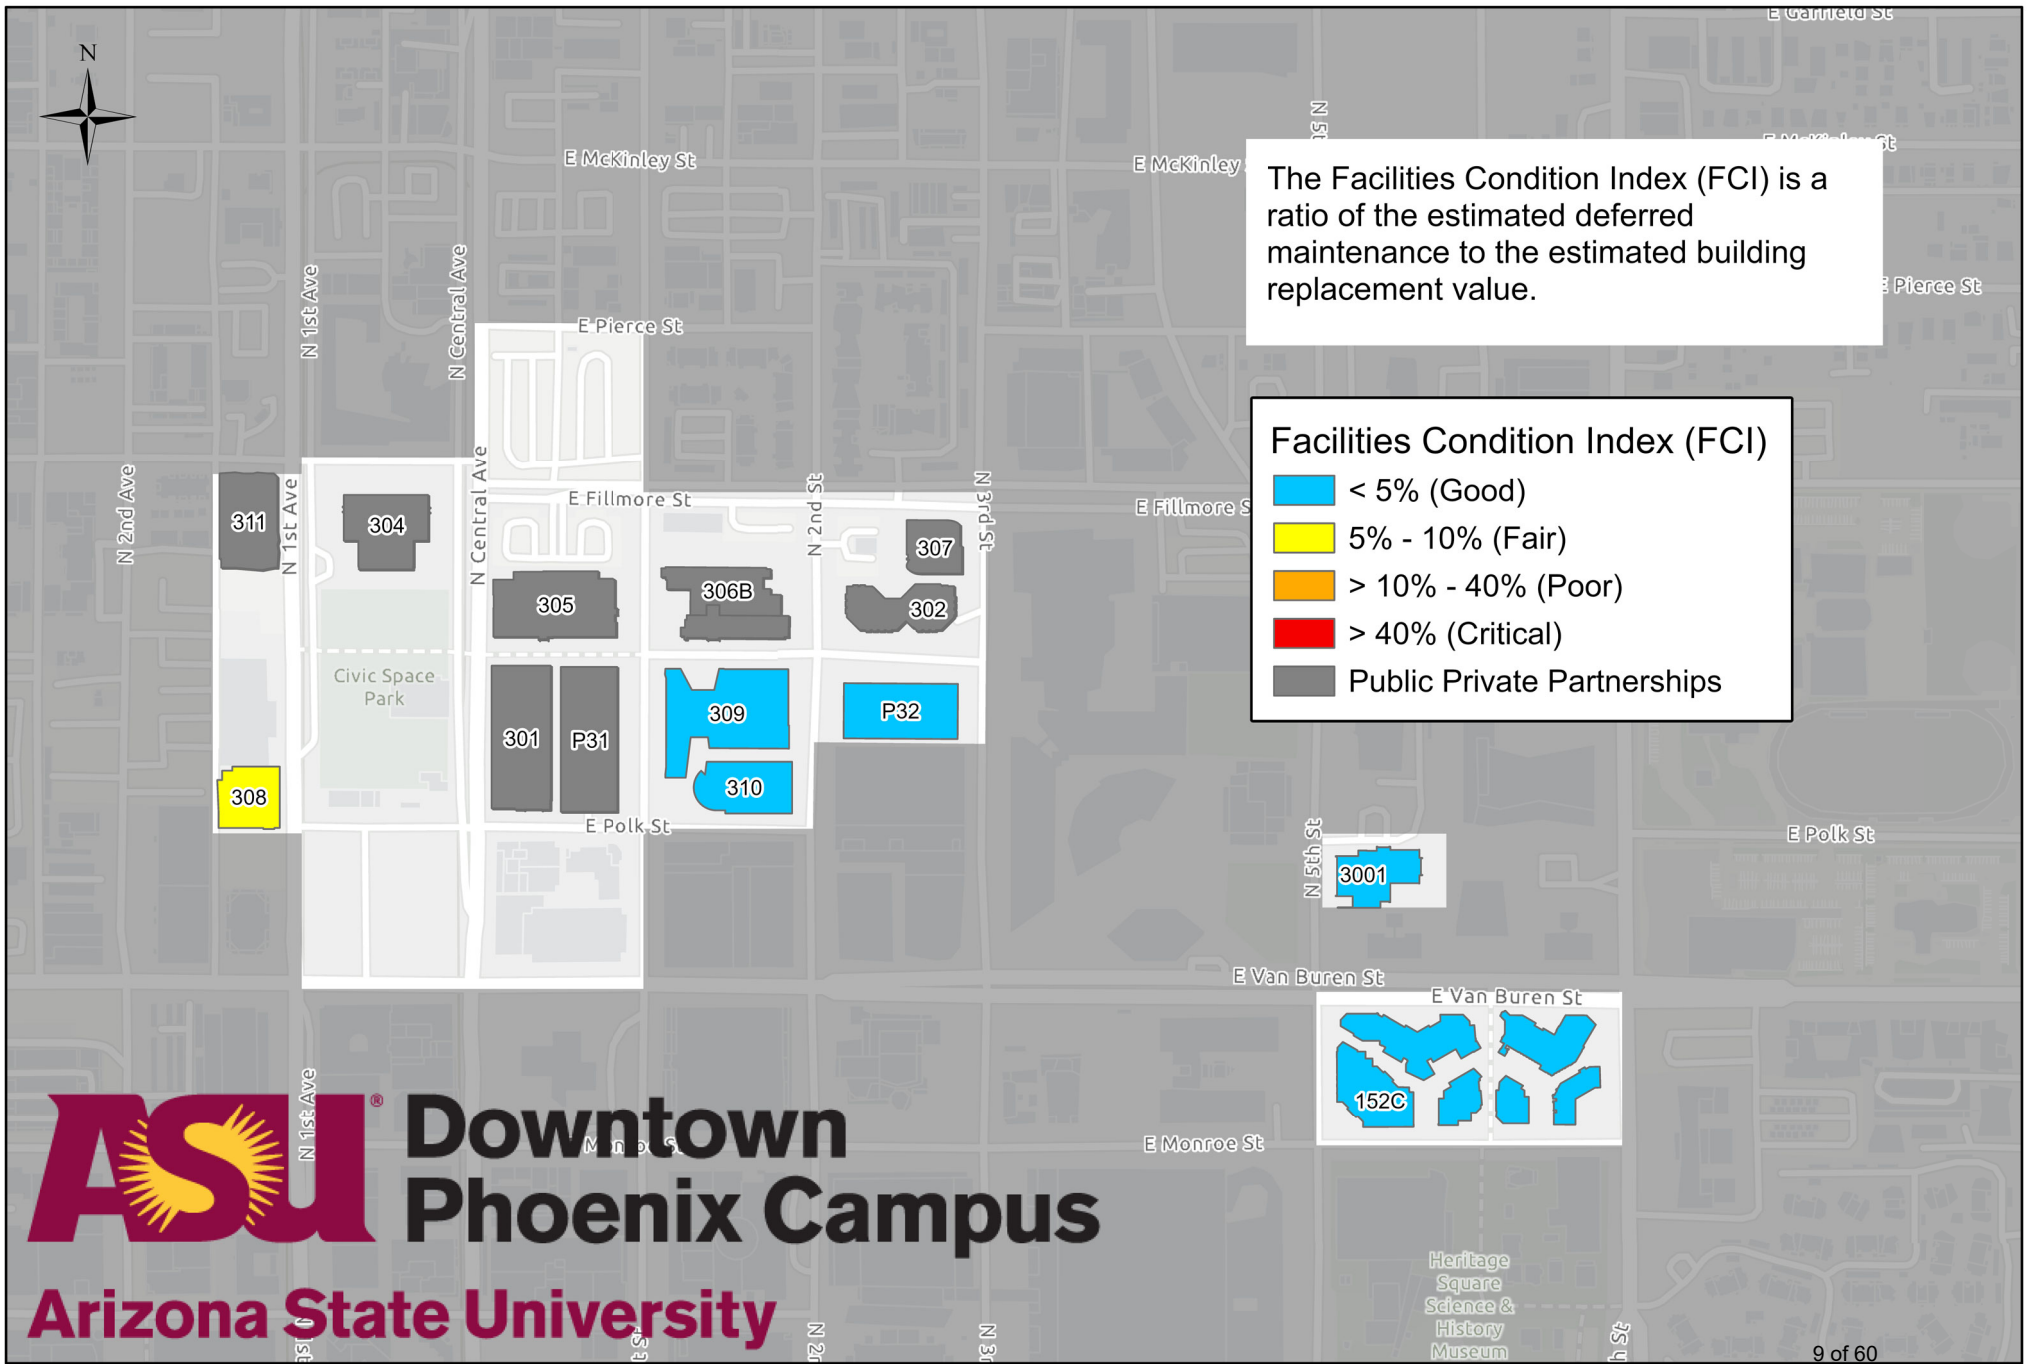 E Garfield St
N
N 5th
E McKinley St
E McKinley
E McKinley St
The Facilities Condition Index (FCI) is a
ratio of the estimated deferred
maintenance to the estimated building
replacement value.
N 1st Ave
N Central Ave
E Pierce St
E Pierce St
Facilities Condition Index (FCI)
< 5% (Good)
5% - 10% (Fair)
> 10% - 40% (Poor)
> 40% (Critical)
Public Private Partnerships
N 2nd Ave
N 1st Ave
N Central Ave
E Fillmore St
N 2nd St
N 3rd St
E Fillmore S
311
304
307
305
306B
302
Civic Space
Park
301
P31
309
P32
310
308
E Polk St
N 5th St
E Polk St
3001
E Van Buren St
E Van Buren St
152C
N 1st Ave
E Monroe St
ASU®
Downtown
Phoenix Campus
Arizona State University
Heritage
Square
Science &
History
Museum
9 of 60